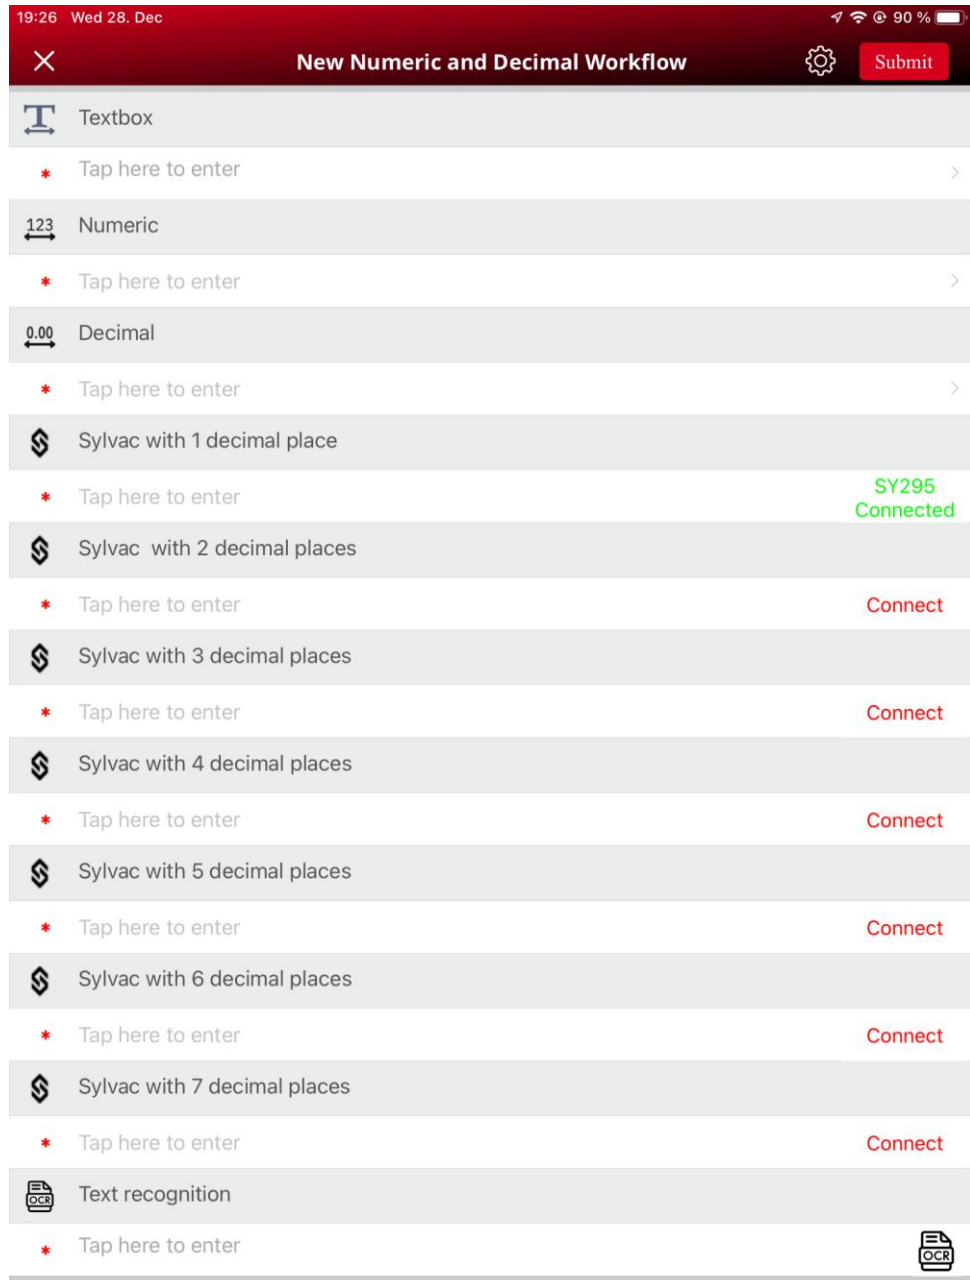 19:26 Wed 28. Dec 90 %
New Numeric and Decimal Workflow Submit
T Textbox
* Tap here to enter
123 Numeric
* Tap here to enter
0.00 Decimal
* Tap here to enter
Sylvac with 1 decimal place
* Tap here to enter SY295
Connected
Sylvac  with 2 decimal places
* Tap here to enter Connect
Sylvac with 3 decimal places
* Tap here to enter Connect
Sylvac with 4 decimal places
* Tap here to enter Connect
Sylvac with 5 decimal places
* Tap here to enter Connect
Sylvac with 6 decimal places
* Tap here to enter Connect
Sylvac with 7 decimal places
* Tap here to enter Connect
OCR Text recognition
* Tap here to enter OCR